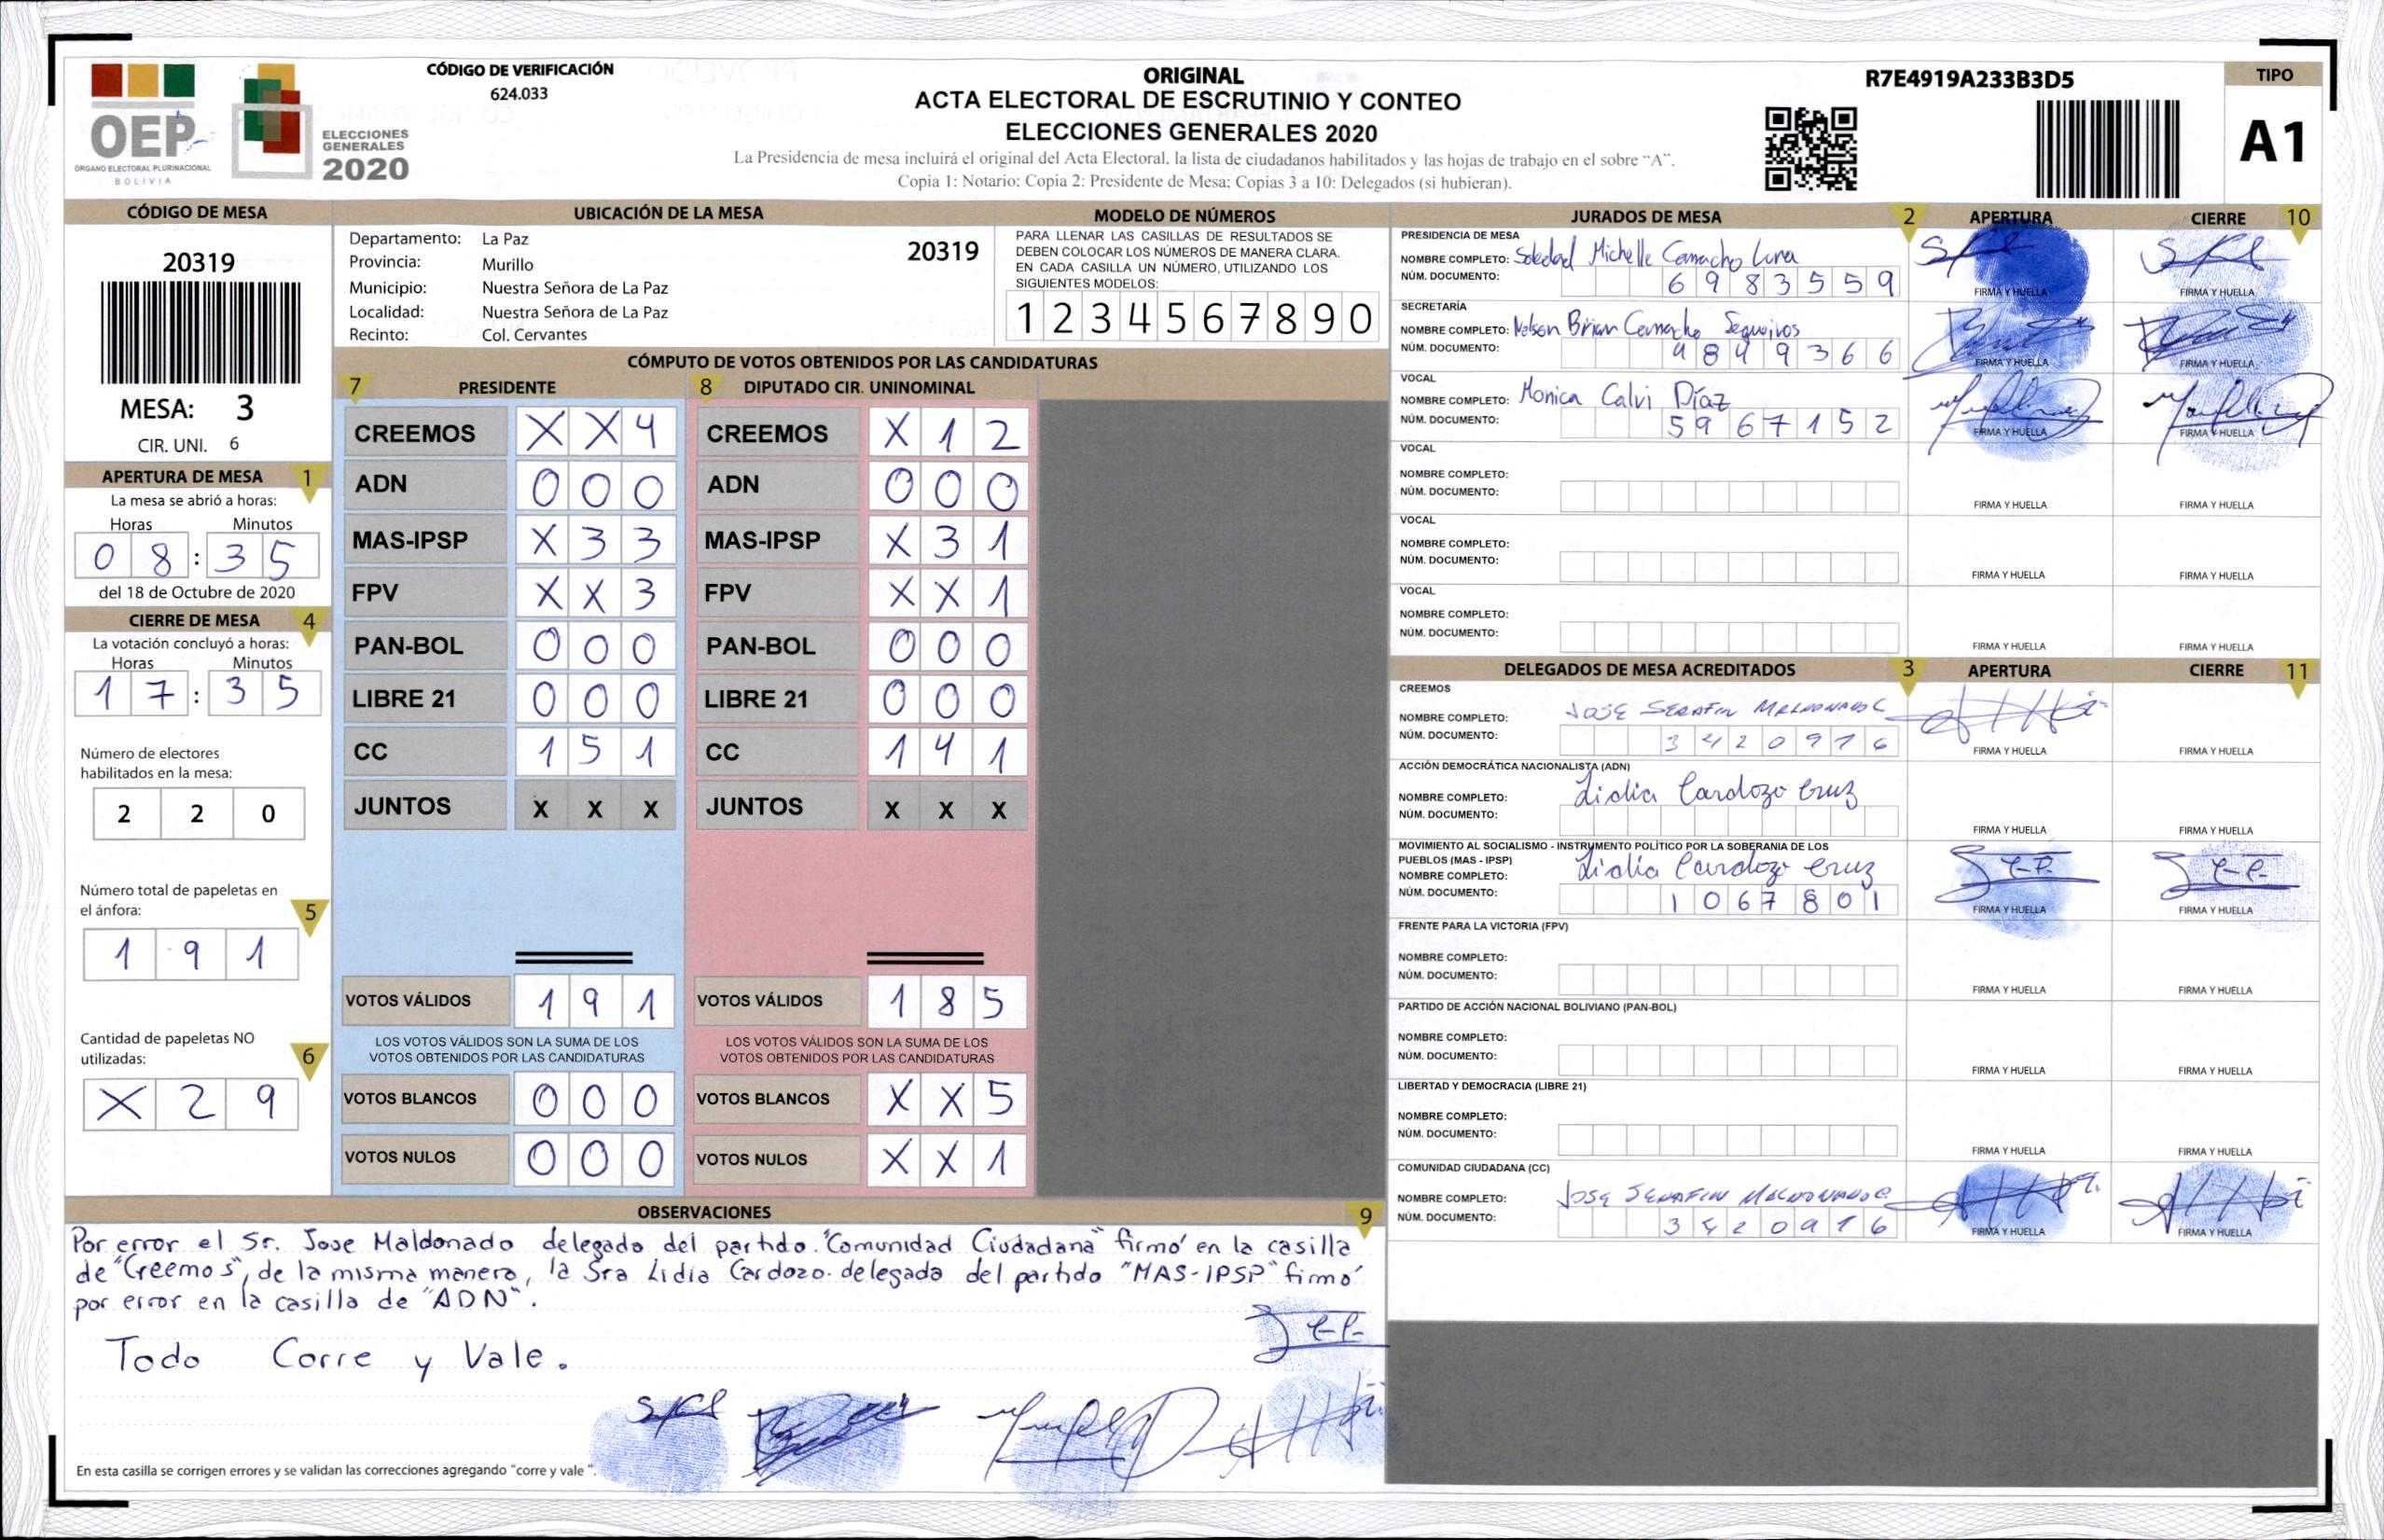 OEP
ÓRGANO ELECTORAL PLURINACIONAL
BOLIVIA
ELECCIONES
GENERALES
2020
CÓDIGO DE VERIFICACIÓN
624.033
ORIGINAL
ACTA ELECTORAL DE ESCRUTINIO Y CONTEO
ELECCIONES GENERALES 2020
La Presidencia de mesa incluirá el original del Acta Electoral, la lista de ciudadanos habilitados y las hojas de trabajo en el sobre “A”.
Copia 1: Notario; Copia 2: Presidente de Mesa; Copias 3 a 10: Delegados (si hubieran).
R7E4919A233B3D5
TIPO
A1
CÓDIGO DE MESA
20319
MESA: 3
CIR. UNI. 6
APERTURA DE MESA 1
La mesa se abrió a horas:
Horas Minutos
0 8 : 3 5
del 18 de Octubre de 2020
CIERRE DE MESA 4
La votación concluyó a horas:
Horas Minutos
1 7 : 3 5
Número de electores
habilitados en la mesa:
2 2 0
Número total de papeletas en
el ánfora: 5
1 9 1
Cantidad de papeletas NO
utilizadas: 6
X 2 9
UBICACIÓN DE LA MESA
Departamento: La Paz 20319
Provincia: Murillo
Municipio: Nuestra Señora de La Paz
Localidad: Nuestra Señora de La Paz
Recinto: Col. Cervantes
MODELO DE NÚMEROS
PARA LLENAR LAS CASILLAS DE RESULTADOS SE
DEBEN COLOCAR LOS NÚMEROS DE MANERA CLARA.
EN CADA CASILLA UN NÚMERO, UTILIZANDO LOS
SIGUIENTES MODELOS:
1 2 3 4 5 6 7 8 9 0
CÓMPUTO DE VOTOS OBTENIDOS POR LAS CANDIDATURAS
7 PRESIDENTE 8 DIPUTADO CIR. UNINOMINAL
CREEMOS X X 4 CREEMOS X 1 2
ADN 0 0 0 ADN 0 0 0
MAS-IPSP X 3 3 MAS-IPSP X 3 1
FPV X X 3 FPV X X 1
PAN-BOL 0 0 0 PAN-BOL 0 0 0
LIBRE 21 0 0 0 LIBRE 21 0 0 0
CC 1 5 1 CC 1 4 1
JUNTOS X X X JUNTOS X X X
VOTOS VÁLIDOS 1 9 1 VOTOS VÁLIDOS 1 8 5
LOS VOTOS VÁLIDOS SON LA SUMA DE LOS LOS VOTOS VÁLIDOS SON LA SUMA DE LOS
VOTOS OBTENIDOS POR LAS CANDIDATURAS VOTOS OBTENIDOS POR LAS CANDIDATURAS
VOTOS BLANCOS 0 0 0 VOTOS BLANCOS X X 5
VOTOS NULOS 0 0 0 VOTOS NULOS X X 1
OBSERVACIONES 9
Por error el Sr. Jose Maldonado delegado del partido "Comunidad Ciudadana" firmó en la casilla
de "Creemos", de la misma manera, la Sra Lidia Cardozo delegada del partido "MAS-IPSP" firmó
por error en la casilla de "ADN".
Todo Corre y Vale.
En esta casilla se corrigen errores y se validan las correcciones agregando "corre y vale ".
JURADOS DE MESA 2 APERTURA CIERRE 10
PRESIDENCIA DE MESA
NOMBRE COMPLETO: Soledad Michelle Camacho Luna
NÚM. DOCUMENTO: 6 9 8 3 5 5 9
FIRMA Y HUELLA FIRMA Y HUELLA
SECRETARÍA
NOMBRE COMPLETO: Nelson Brian Camacho Sequeiros
NÚM. DOCUMENTO: 4 8 4 9 3 6 6
FIRMA Y HUELLA FIRMA Y HUELLA
VOCAL
NOMBRE COMPLETO: Monica Calvi Díaz
NÚM. DOCUMENTO: 5 9 6 7 1 5 2
FIRMA Y HUELLA FIRMA Y HUELLA
VOCAL
NOMBRE COMPLETO:
NÚM. DOCUMENTO:
FIRMA Y HUELLA FIRMA Y HUELLA
VOCAL
NOMBRE COMPLETO:
NÚM. DOCUMENTO:
FIRMA Y HUELLA FIRMA Y HUELLA
VOCAL
NOMBRE COMPLETO:
NÚM. DOCUMENTO:
FIRMA Y HUELLA FIRMA Y HUELLA
DELEGADOS DE MESA ACREDITADOS 3 APERTURA CIERRE 11
CREEMOS
NOMBRE COMPLETO: JOSE SERAFIN MALDONADO C
NÚM. DOCUMENTO: 3 4 2 0 9 7 6
FIRMA Y HUELLA FIRMA Y HUELLA
ACCIÓN DEMOCRÁTICA NACIONALISTA (ADN)
NOMBRE COMPLETO: Lidia Cardozo Cruz
NÚM. DOCUMENTO:
FIRMA Y HUELLA FIRMA Y HUELLA
MOVIMIENTO AL SOCIALISMO - INSTRUMENTO POLÍTICO POR LA SOBERANIA DE LOS
PUEBLOS (MAS - IPSP)
NOMBRE COMPLETO: Lidia Cardozo Cruz
NÚM. DOCUMENTO: 1 0 6 7 8 0 1
FIRMA Y HUELLA FIRMA Y HUELLA
FRENTE PARA LA VICTORIA (FPV)
NOMBRE COMPLETO:
NÚM. DOCUMENTO:
FIRMA Y HUELLA FIRMA Y HUELLA
PARTIDO DE ACCIÓN NACIONAL BOLIVIANO (PAN-BOL)
NOMBRE COMPLETO:
NÚM. DOCUMENTO:
FIRMA Y HUELLA FIRMA Y HUELLA
LIBERTAD Y DEMOCRACIA (LIBRE 21)
NOMBRE COMPLETO:
NÚM. DOCUMENTO:
FIRMA Y HUELLA FIRMA Y HUELLA
COMUNIDAD CIUDADANA (CC)
NOMBRE COMPLETO: JOSE SERAFIN MALDONADO C
NÚM. DOCUMENTO: 3 4 2 0 9 7 6
FIRMA Y HUELLA FIRMA Y HUELLA